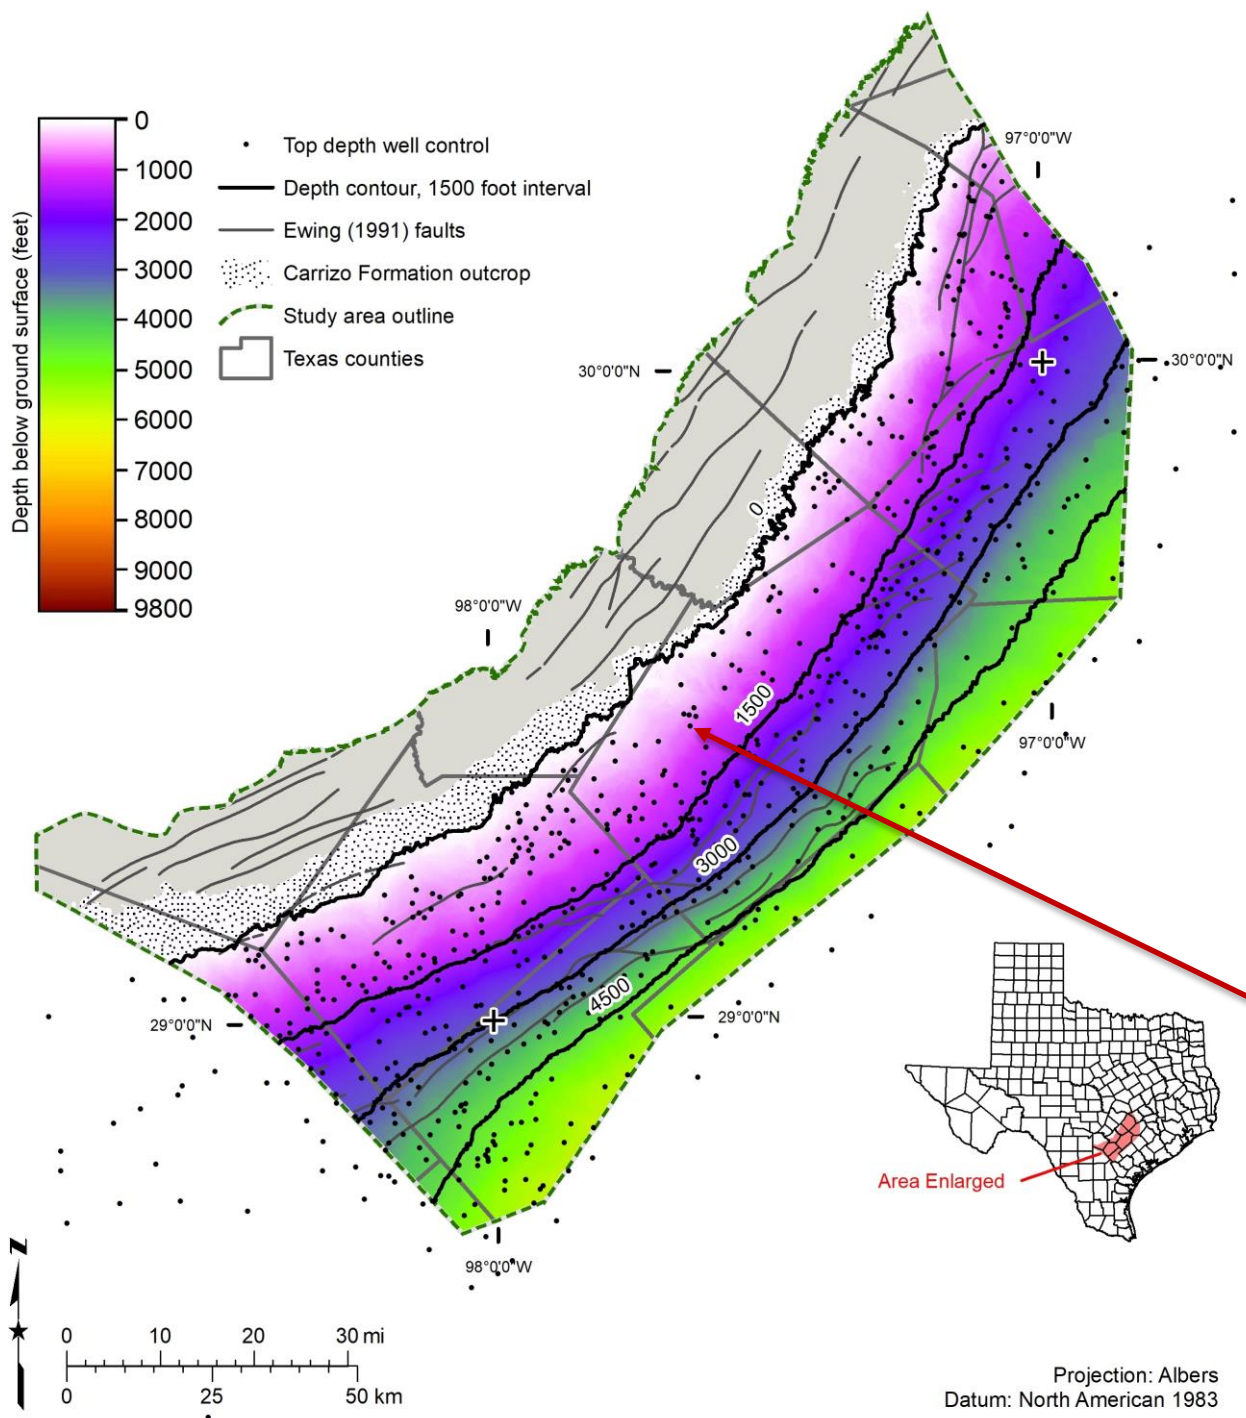 Depth below ground surface (feet)
0
1000
2000
3000
4000
5000
6000
7000
8000
9000
9800
Top depth well control
Depth contour, 1500 foot interval
Ewing (1991) faults
Carrizo Formation outcrop
Study area outline
Texas counties
97°0'0"W
30°0'0"N
30°0'0"N
0
98°0'0"W
1500
97°0'0"W
3000
4500
29°0'0"N
29°0'0"N
98°0'0"W
Area Enlarged
N
0 10 20 30 mi
0 25 50 km
Projection: Albers
Datum: North American 1983